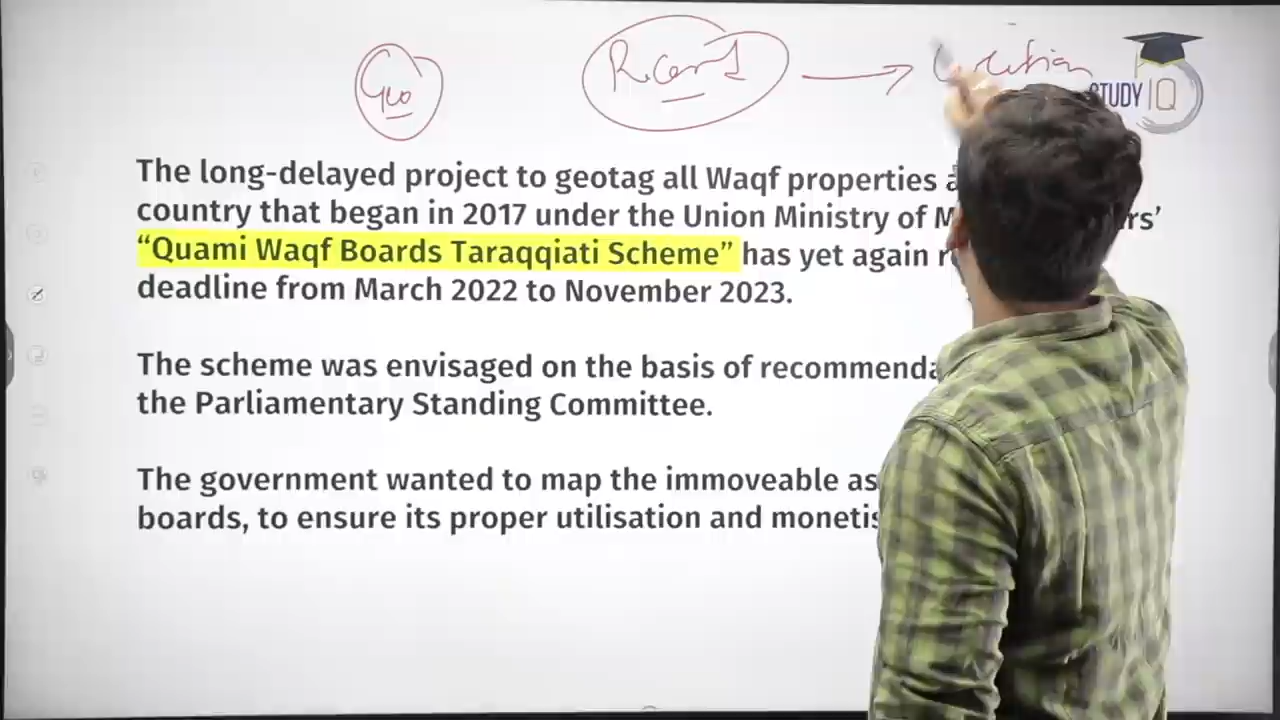 Geo Record → Location
STUDY IQ
The long-delayed project to geotag all Waqf properties a
country that began in 2017 under the Union Ministry of M rs’
“Quami Waqf Boards Taraqqiati Scheme” has yet again r
deadline from March 2022 to November 2023.
The scheme was envisaged on the basis of recommenda
the Parliamentary Standing Committee.
The government wanted to map the immoveable as
boards, to ensure its proper utilisation and monetis